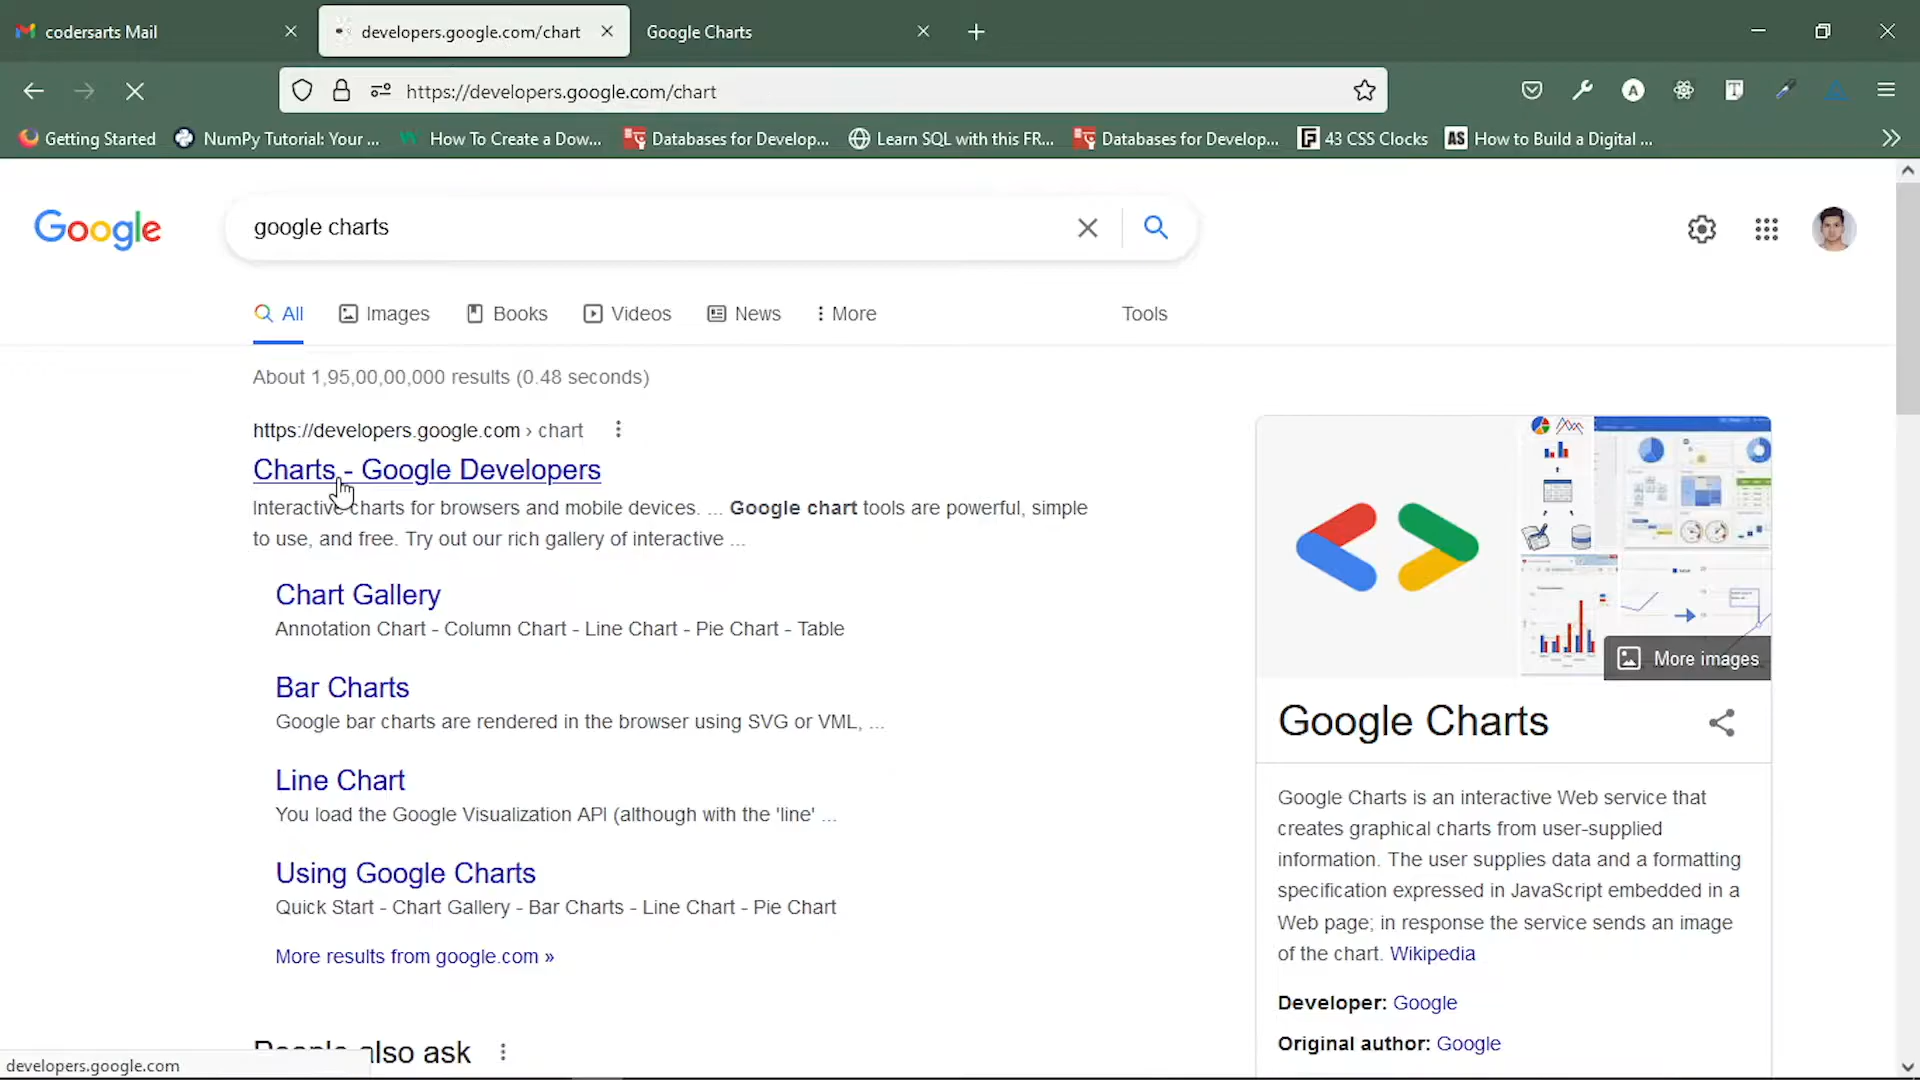 codersarts Mail
developers.google.com/chart
Google Charts
https://developers.google.com/chart
Getting Started
NumPy Tutorial: Your ...
How To Create a Dow...
Databases for Develop...
Learn SQL with this FR...
Databases for Develop...
43 CSS Clocks
AS How to Build a Digital ...
Google
google charts
All
Images
Books
Videos
News
More
Tools
About 1,95,00,00,000 results (0.48 seconds)
https://developers.google.com › chart
Charts - Google Developers
Interactive charts for browsers and mobile devices. ... Google chart tools are powerful, simple
to use, and free. Try out our rich gallery of interactive ...
Chart Gallery
Annotation Chart - Column Chart - Line Chart - Pie Chart - Table
Bar Charts
Google bar charts are rendered in the browser using SVG or VML, ...
Line Chart
You load the Google Visualization API (although with the 'line' ...
Using Google Charts
Quick Start - Chart Gallery - Bar Charts - Line Chart - Pie Chart
More results from google.com »
People also ask
More images
Google Charts
Google Charts is an interactive Web service that
creates graphical charts from user-supplied
information. The user supplies data and a formatting
specification expressed in JavaScript embedded in a
Web page; in response the service sends an image
of the chart. Wikipedia
Developer: Google
Original author: Google
developers.google.com